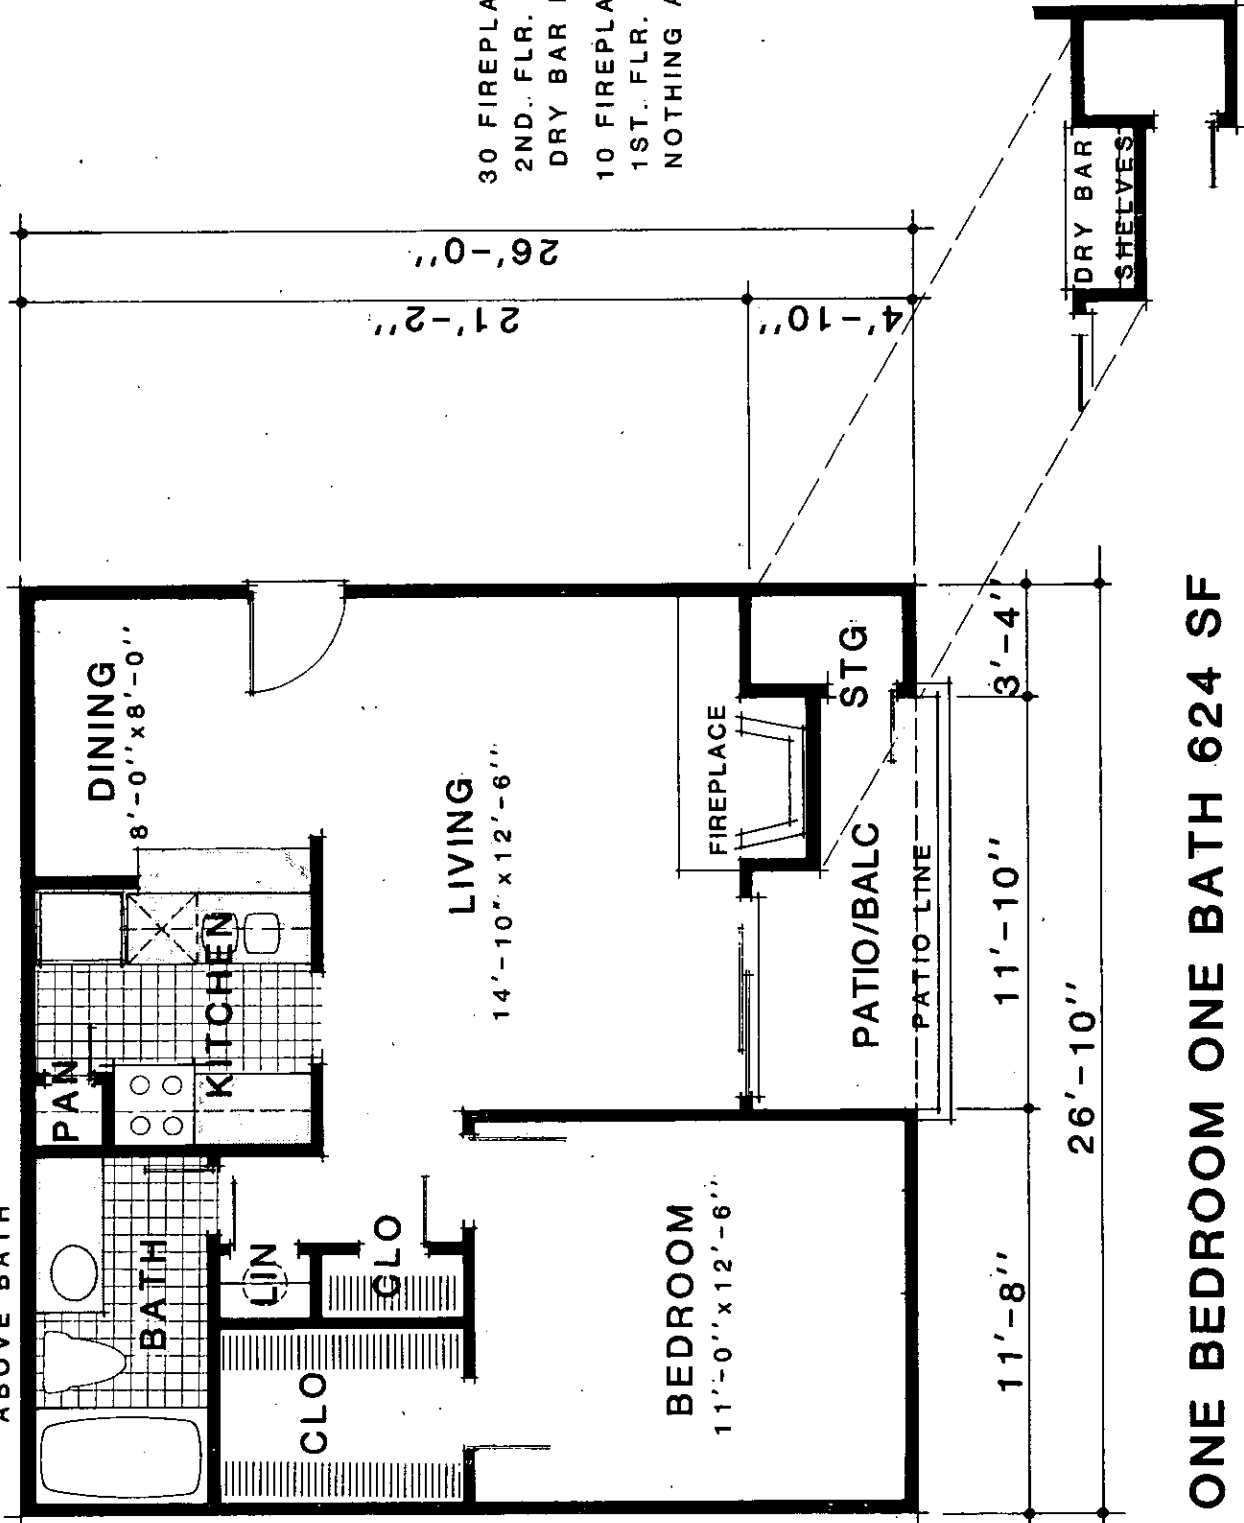 ABOVE BATH
30 FIREPLA
2ND. FLR.
DRY BAR
10 FIREPLA
1ST. FLR.
NOTHING A
BATH
PAN
KITCHEN
DINING
8'-0''x8'-0''
LIN
CLO
CLO
LIVING
14'-10''x12'-6''
BEDROOM
11'-0''x12'-6''
FIREPLACE
STG
PATIO/BALC
PATIO LINE
DRY BAR
SHELVES
26'-0''
21'-2''
4'-10''
11'-8''
11'-10''
3'-4''
26'-10''
ONE BEDROOM ONE BATH 624 SF